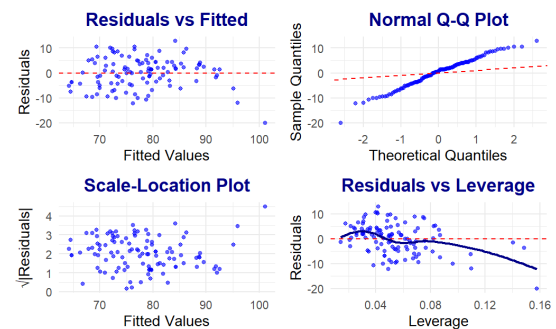 Residuals vs Fitted
Residuals
10
0
-10
-20
70
80
90
100
Fitted Values
Normal Q-Q Plot
Sample Quantiles
10
0
-10
-20
-2
-1
0
1
2
Theoretical Quantiles
Scale-Location Plot
√|Residuals|
4
3
2
1
0
70
80
90
100
Fitted Values
Residuals vs Leverage
Residuals
10
0
-10
-20
0.04
0.08
0.12
0.16
Leverage